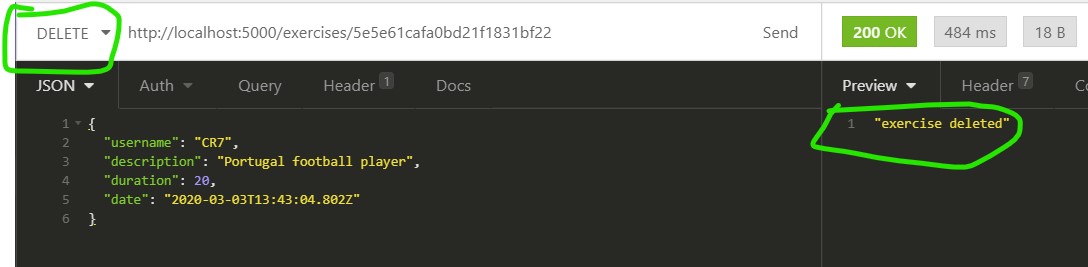 DELETE http://localhost:5000/exercises/5e5e61cafa0bd21f1831bf22 Send 200 OK 484 ms 18 B
JSON Auth Query Header 1 Docs Preview Header 7
1 {
2 "username": "CR7",
3 "description": "Portugal football player",
4 "duration": 20,
5 "date": "2020-03-03T13:43:04.802Z"
6 }
1 "exercise deleted"